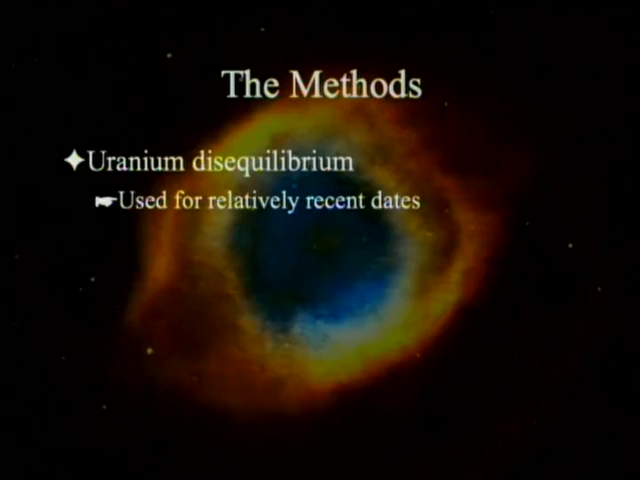 The Methods
Uranium disequilibrium
Used for relatively recent dates